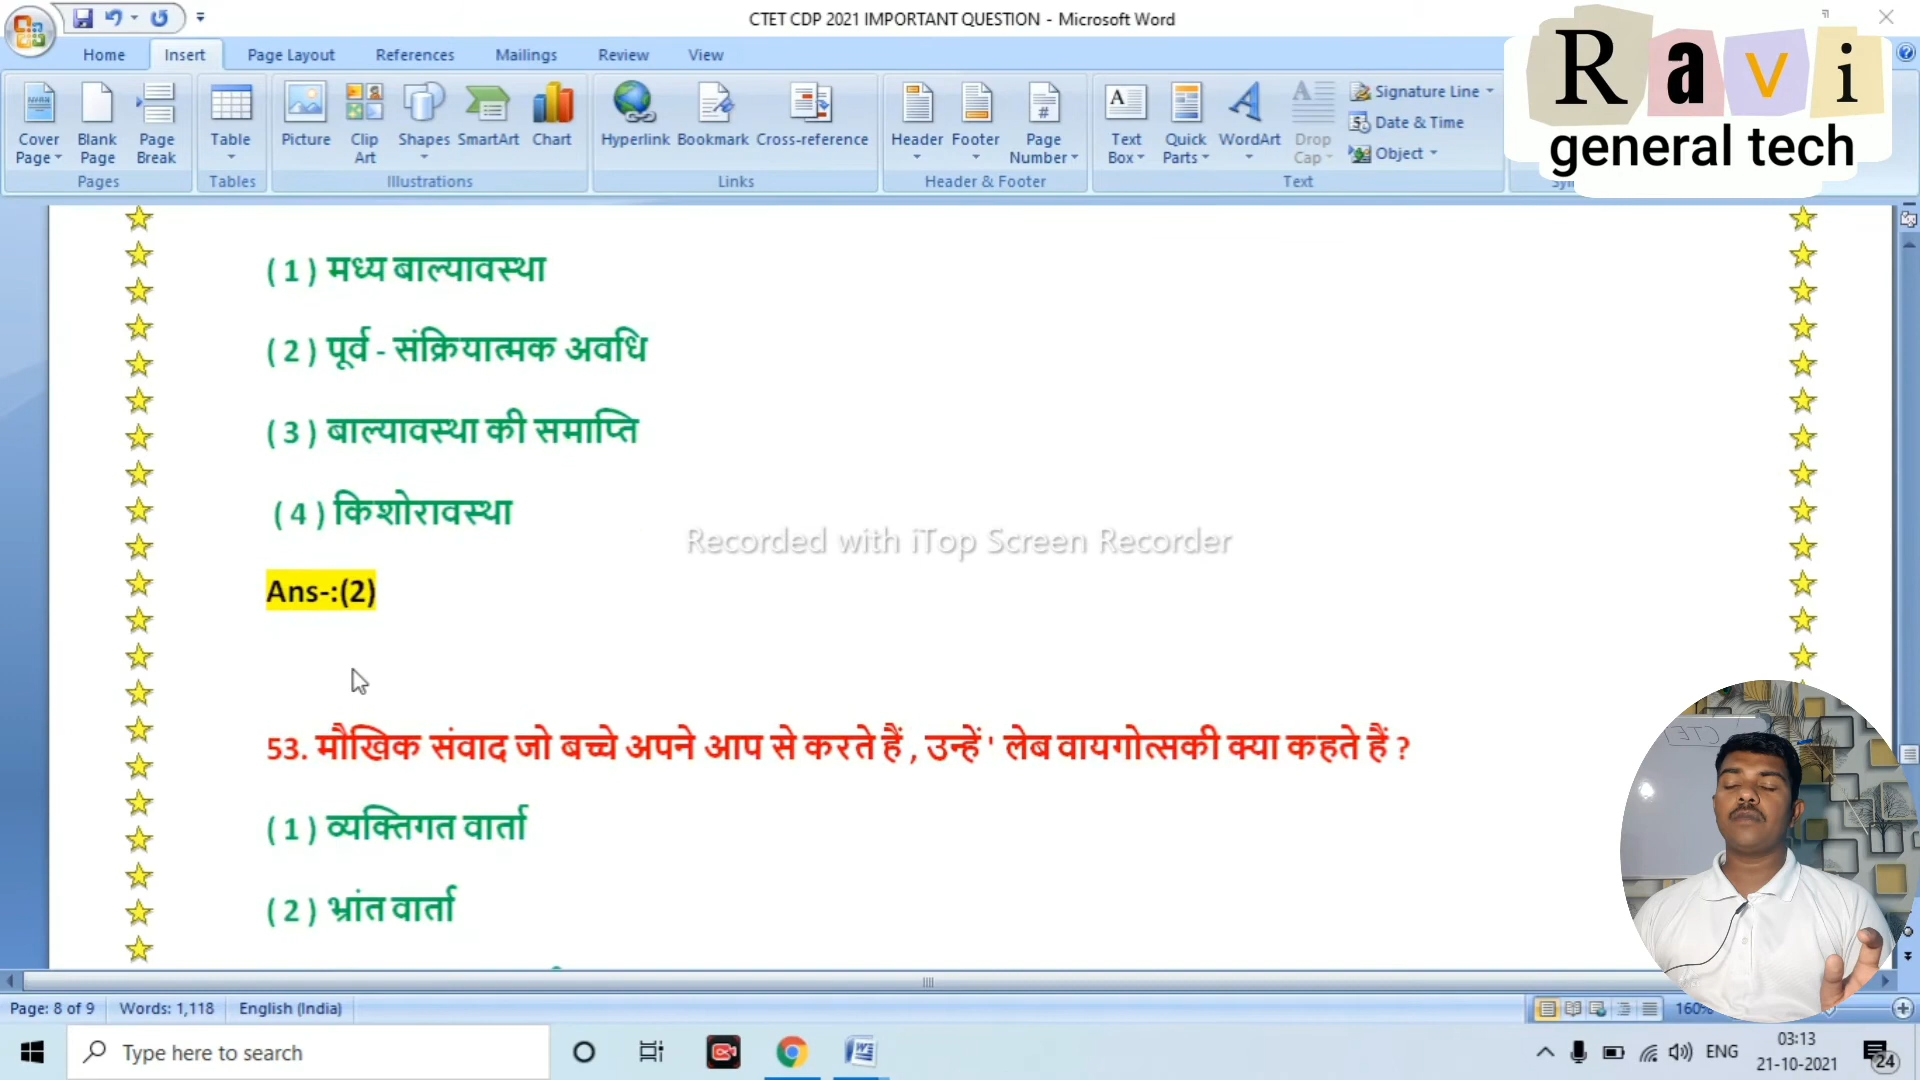 CTET CDP 2021 IMPORTANT QUESTION - Microsoft Word
Home Insert Page Layout References Mailings Review View
Cover Page Blank Page Page Break Table Picture Clip Art Shapes SmartArt Chart Hyperlink Bookmark Cross-reference Header Footer Page Number Text Box Quick Parts WordArt Drop Cap
Signature Line
Date & Time
Object
Pages Tables Illustrations Links Header & Footer Text
Ravi
general tech
( 1 ) मध्य बाल्यावस्था
( 2 ) पूर्व - संक्रियात्मक अवधि
( 3 ) बाल्यावस्था की समाप्ति
( 4 ) किशोरावस्था
Recorded with iTop Screen Recorder
Ans-:(2)
53. मौखिक संवाद जो बच्चे अपने आप से करते हैं , उन्हें ' लेब वायगोत्सकी क्या कहते हैं ?
( 1 ) व्यक्तिगत वार्ता
( 2 ) भ्रांत वार्ता
Page: 8 of 9 Words: 1,118 English (India) 160%
Type here to search
ENG
03:13
21-10-2021
24